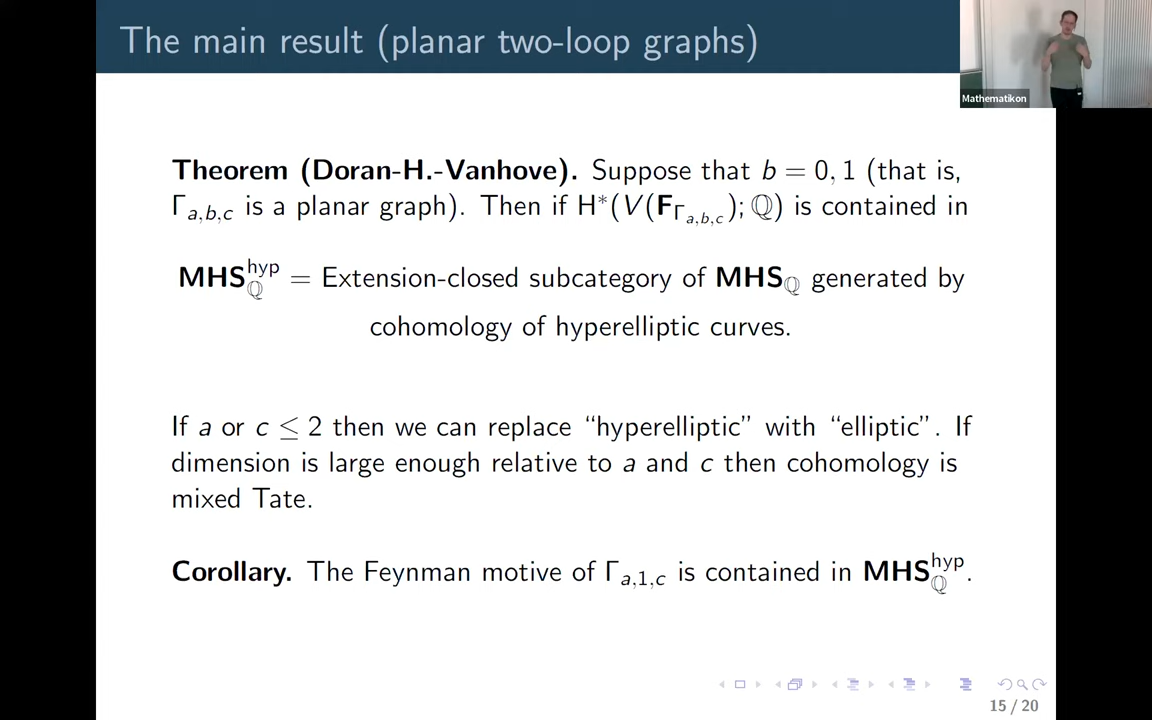 The main result (planar two-loop graphs)
Mathematikon
Theorem (Doran-H.-Vanhove). Suppose that b = 0, 1 (that is,
Γ_{a,b,c} is a planar graph). Then if H*(V(F_{Γ_{a,b,c}}); ℚ) is contained in
MHS_ℚ^{hyp} = Extension-closed subcategory of MHS_ℚ generated by
cohomology of hyperelliptic curves.
If a or c ≤ 2 then we can replace “hyperelliptic” with “elliptic”. If
dimension is large enough relative to a and c then cohomology is
mixed Tate.
Corollary. The Feynman motive of Γ_{a,1,c} is contained in MHS_ℚ^{hyp}.
15 / 20